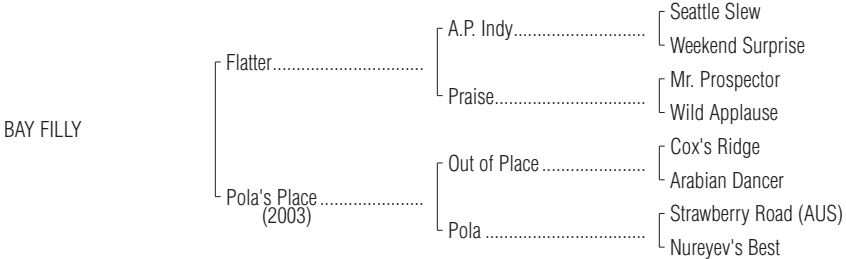 Seattle Slew
A.P. Indy
Weekend Surprise
Flatter
Mr. Prospector
Praise
Wild Applause
BAY FILLY
Cox's Ridge
Out of Place
Arabian Dancer
Pola's Place
(2003)
Strawberry Road (AUS)
Pola
Nureyev's Best